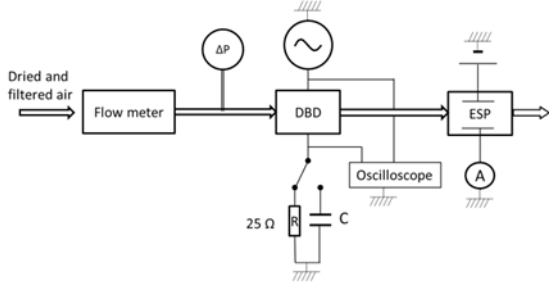 ΔP
Dried and
filtered air
Flow meter
DBD
ESP
Oscilloscope
A
25 Ω
R
C